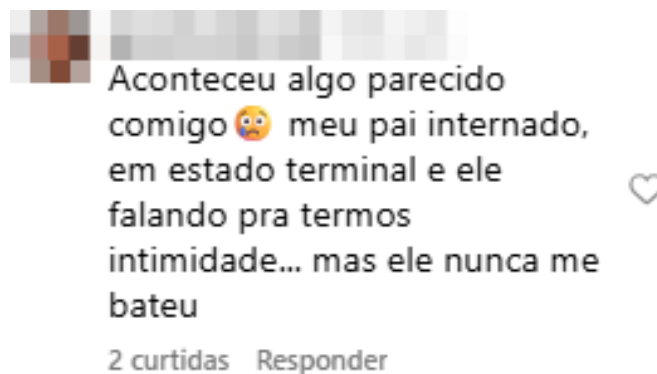 Aconteceu algo parecido
comigo😢 meu pai internado,
em estado terminal e ele
falando pra termos
intimidade... mas ele nunca me
bateu
2 curtidas Responder